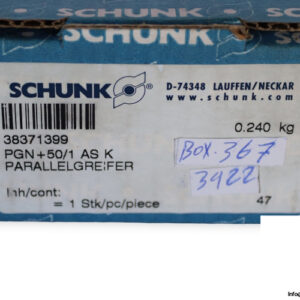 SCHUNK
SCHUNK
D-74348 LAUFFEN/NECKAR
www.schunk.com
38371399
0.240 kg
PGN+50/1 AS K
PARALLELGREIFER
BOX.367
3922
Inh/cont:
= 1 Stk/pc/piece
47